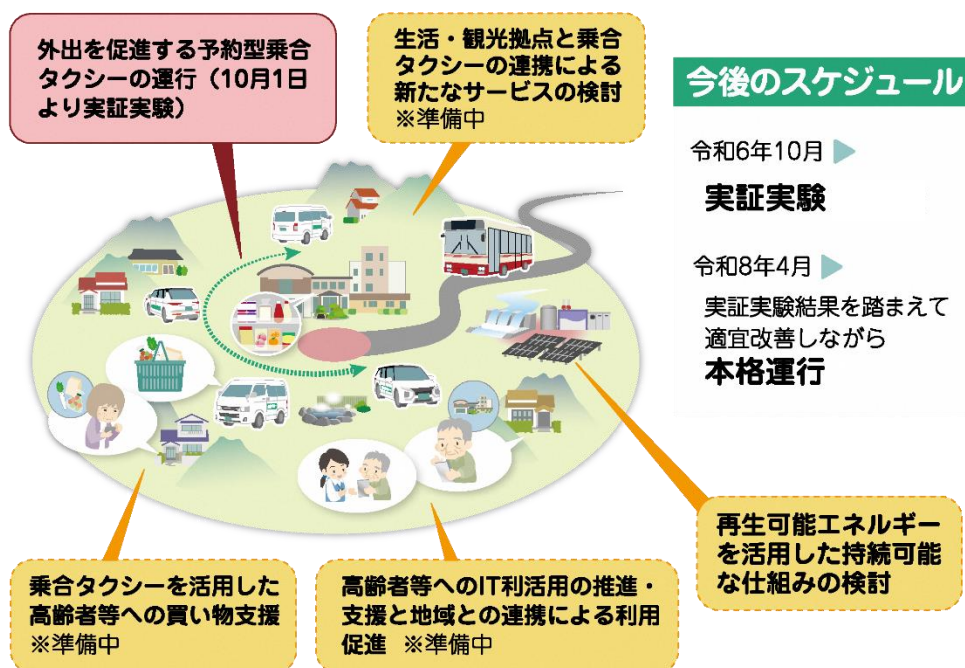 外出を促進する予約型乗合
タクシーの運行（10月1日
より実証実験）
生活・観光拠点と乗合
タクシーの連携による
新たなサービスの検討
※準備中
今後のスケジュール
令和6年10月 ▶
実証実験
令和8年4月 ▶
実証実験結果を踏まえて
適宜改善しながら
本格運行
再生可能エネルギー
を活用した持続可能
な仕組みの検討
乗合タクシーを活用した
高齢者等への買い物支援
※準備中
高齢者等へのIT利活用の推進・
支援と地域との連携による利用
促進 ※準備中